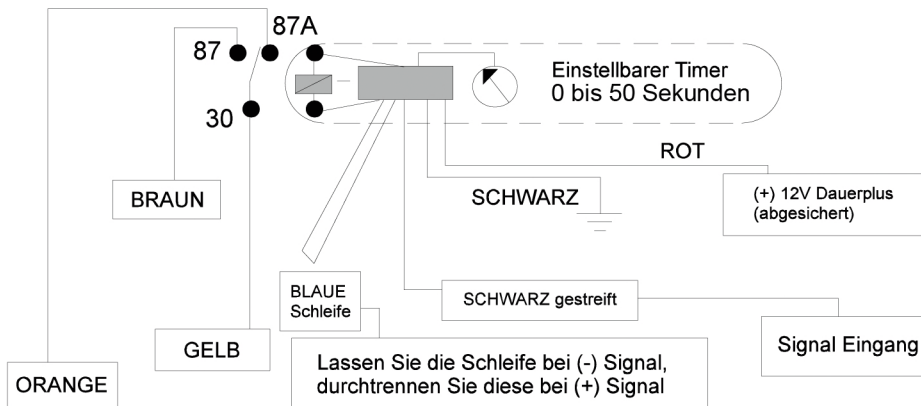 87A
87
30
Einstellbarer Timer
0 bis 50 Sekunden
ROT
SCHWARZ
BRAUN
(+) 12V Dauerplus
(abgesichert)
BLAUE
Schleife
SCHWARZ gestreift
Signal Eingang
GELB
ORANGE
Lassen Sie die Schleife bei (-) Signal,
durchtrennen Sie diese bei (+) Signal